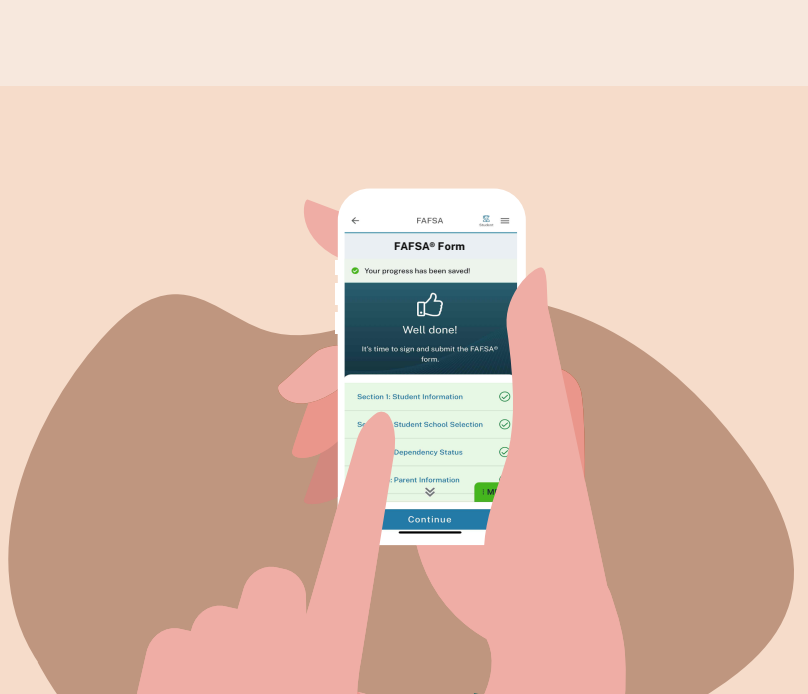 FAFSA
Student
FAFSA® Form
Your progress has been saved!
Well done!
It's time to sign and submit the FAFSA®
form.
Section 1: Student Information
Student School Selection
Dependency Status
: Parent Information
Continue